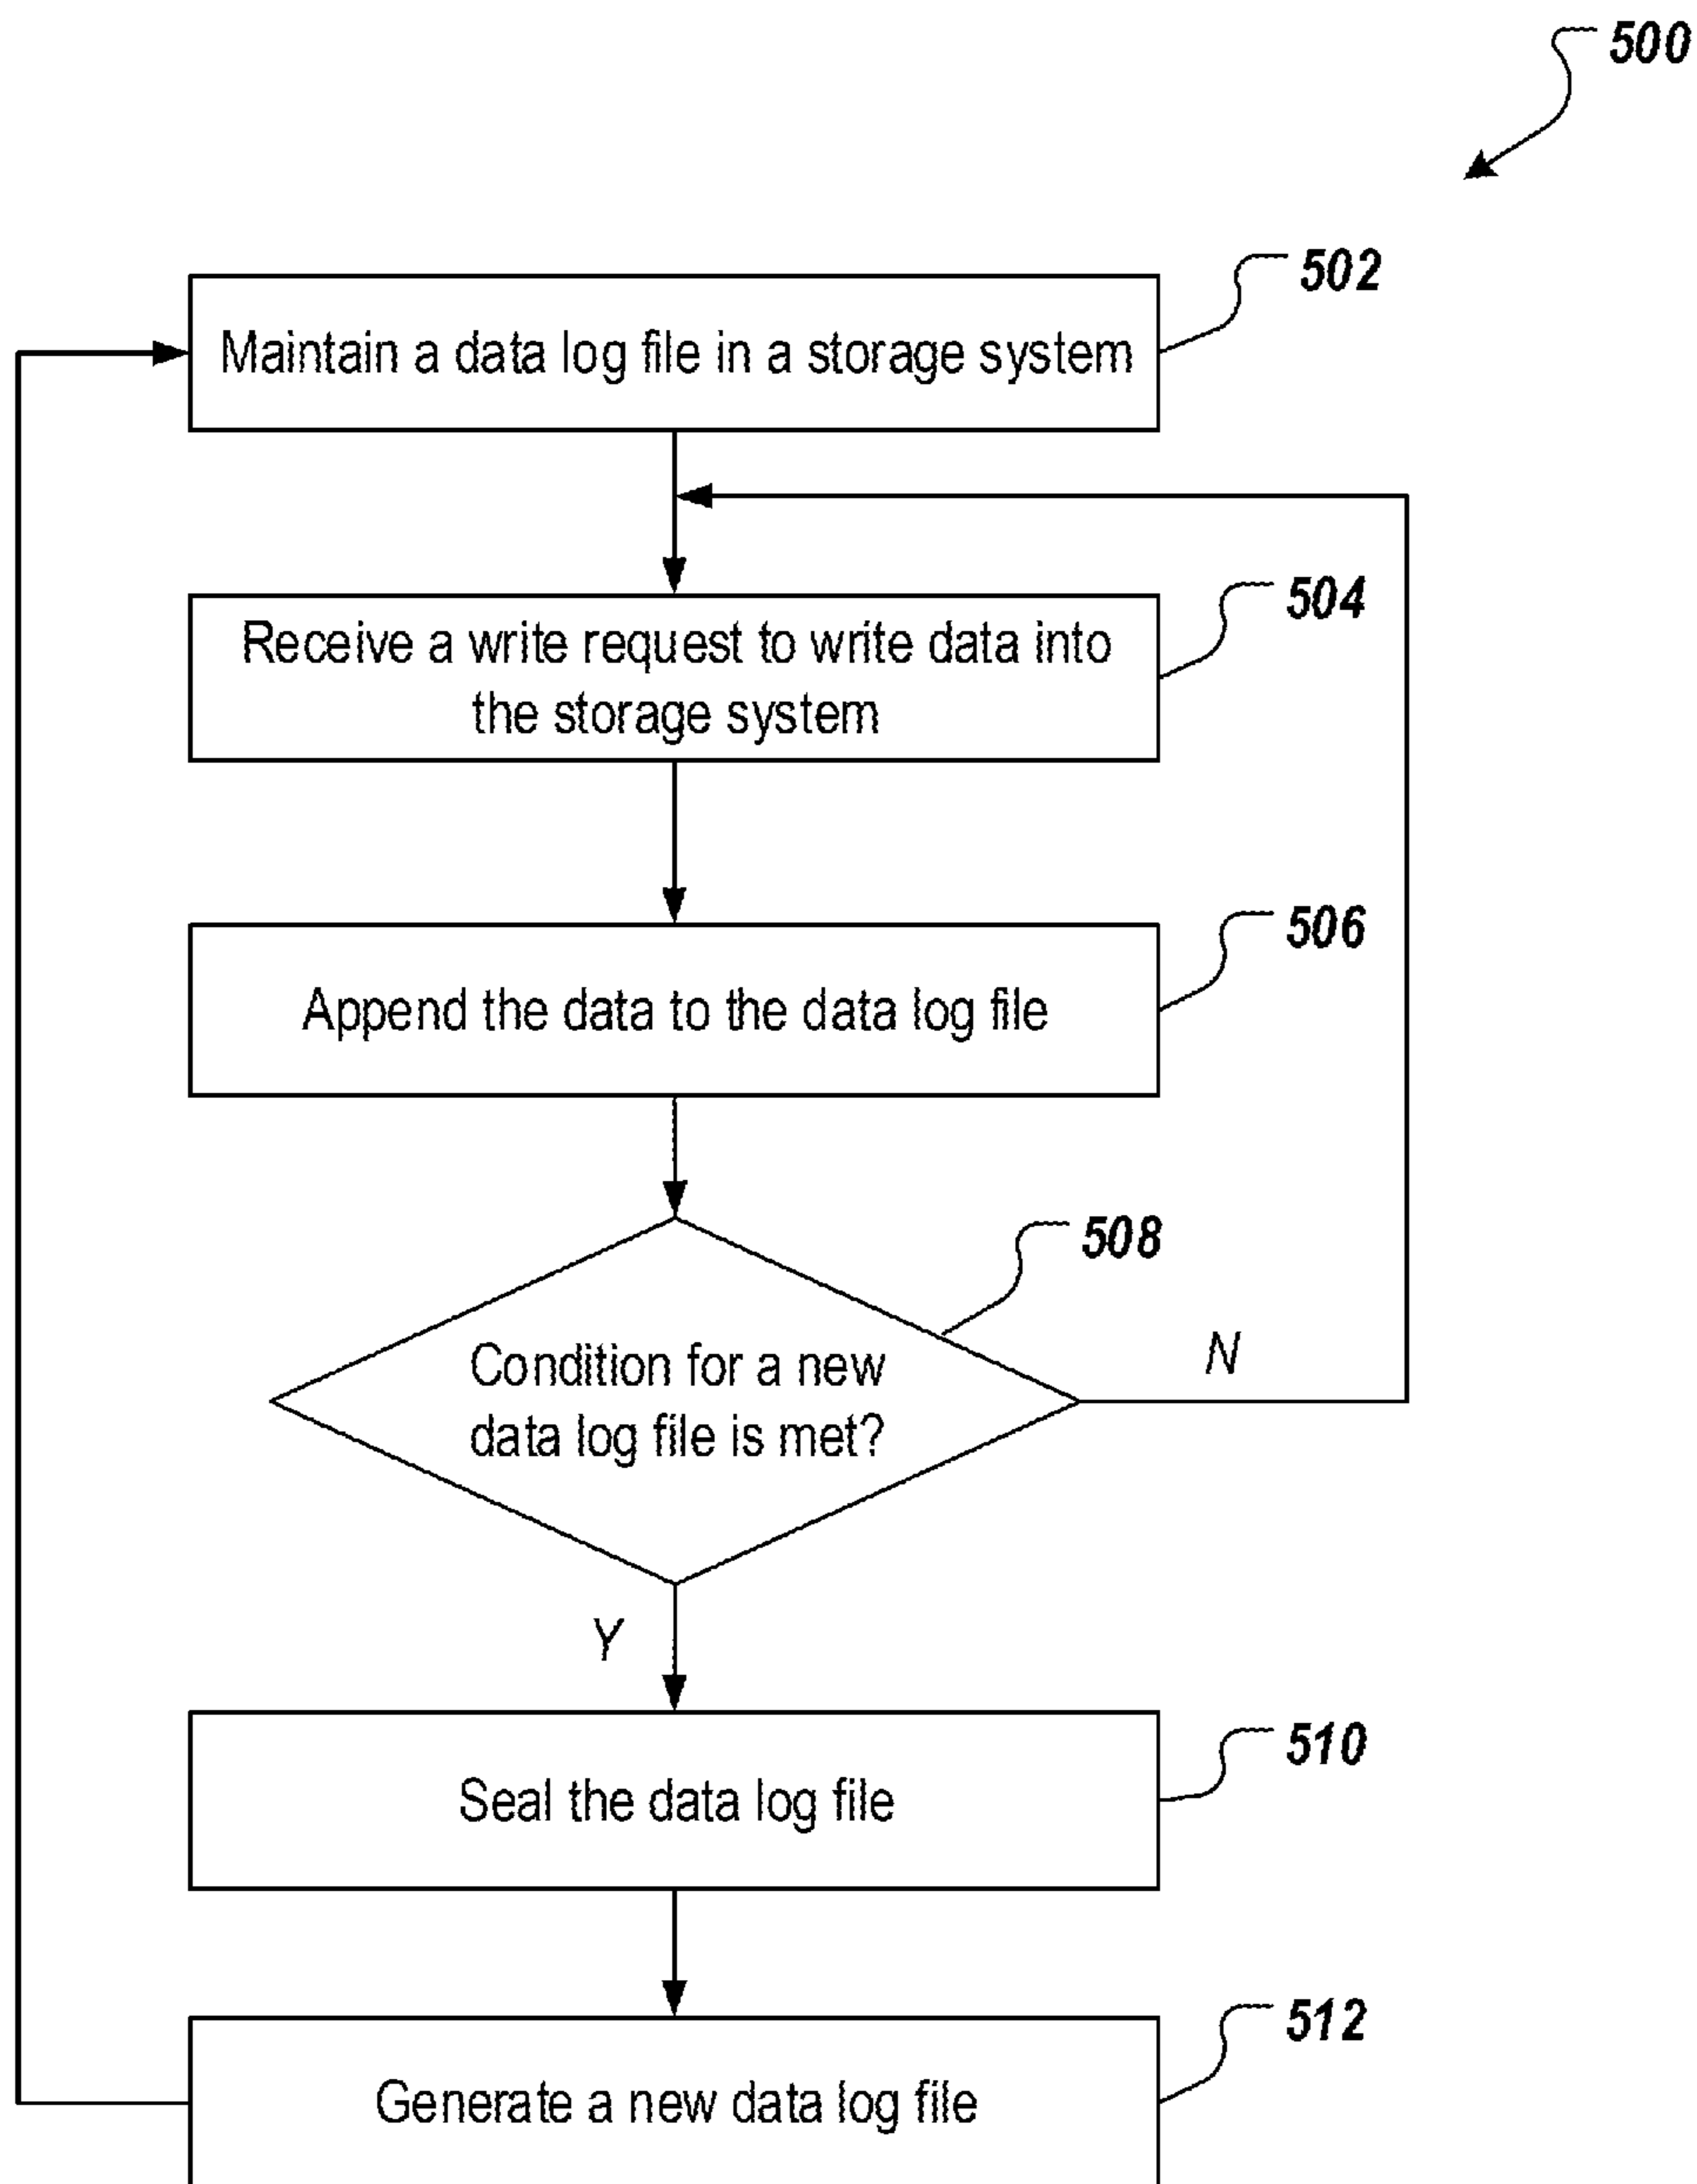 500
502
Maintain a data log file in a storage system
504
Receive a write request to write data into
the storage system
506
Append the data to the data log file
508
Condition for a new
data log file is met?
N
Y
510
Seal the data log file
512
Generate a new data log file